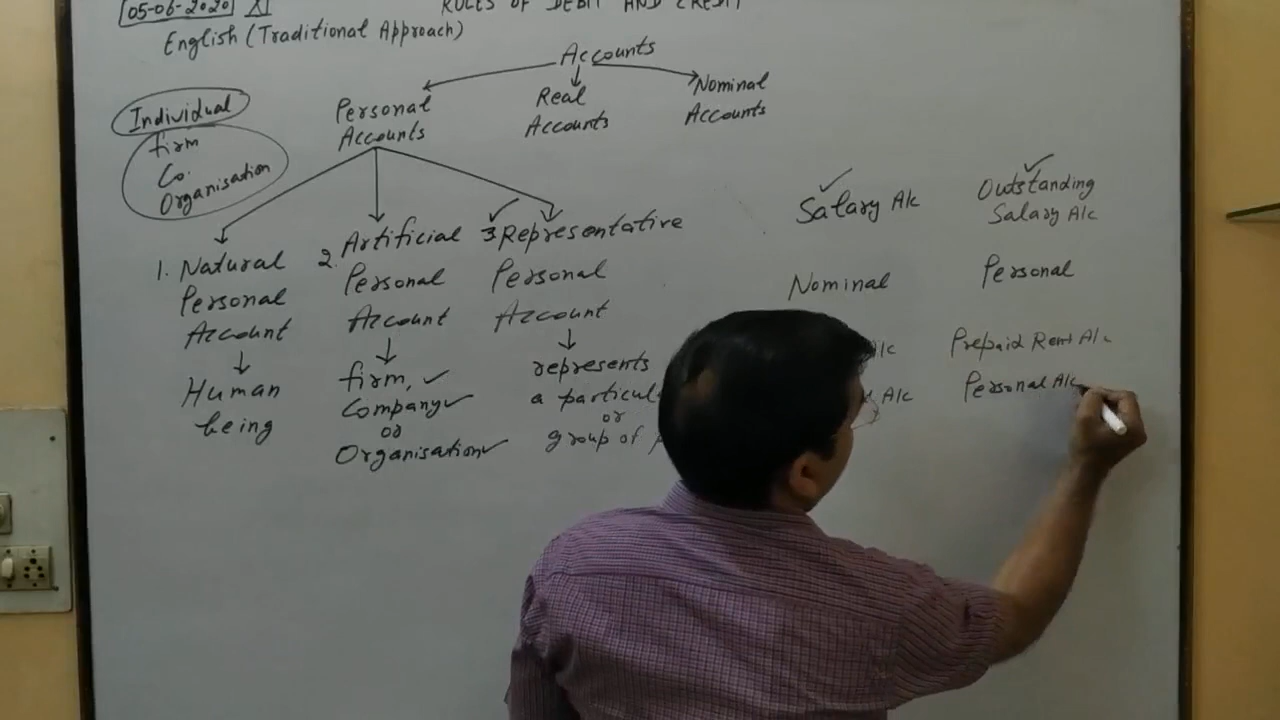 05-06-2020 XI
RULES OF DEBIT AND CREDIT
English (Traditional Approach)
Accounts
Personal
Accounts
Real
Accounts
Nominal
Accounts
Individual
firm
Co.
Organisation
1. Natural
Personal
Account
Human
being
2. Artificial
Personal
Account
firm,
Company
or
Organisation
3. Representative
Personal
Account
represents
a particul
or
group of
Salary A/c
Nominal
A/c
A/c
Outstanding
Salary A/c
Personal
Prepaid Rent A/c
Personal A/c